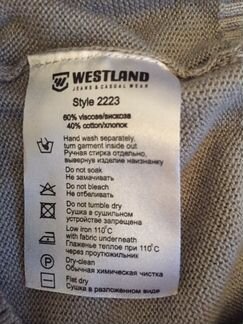 WESTLAND
JEANS & CASUAL WEAR
Style 2223
60% viscose/вискоза
40% cotton/хлопок
Hand wash separately,
turn garment inside out
Ручная стирка отдельно,
вывернув изделие наизнанку
Do not soak
Не замачивать
Do not bleach
Не отбеливать
Do not tumble dry
Сушка в сушильном
устройстве запрещена
Low iron 110°C
with fabric underneath
Глаженье теплое при 110°C
через проутюжильник
Dry-clean
Обычная химическая чистка
Flat dry
Сушка в разложенном виде